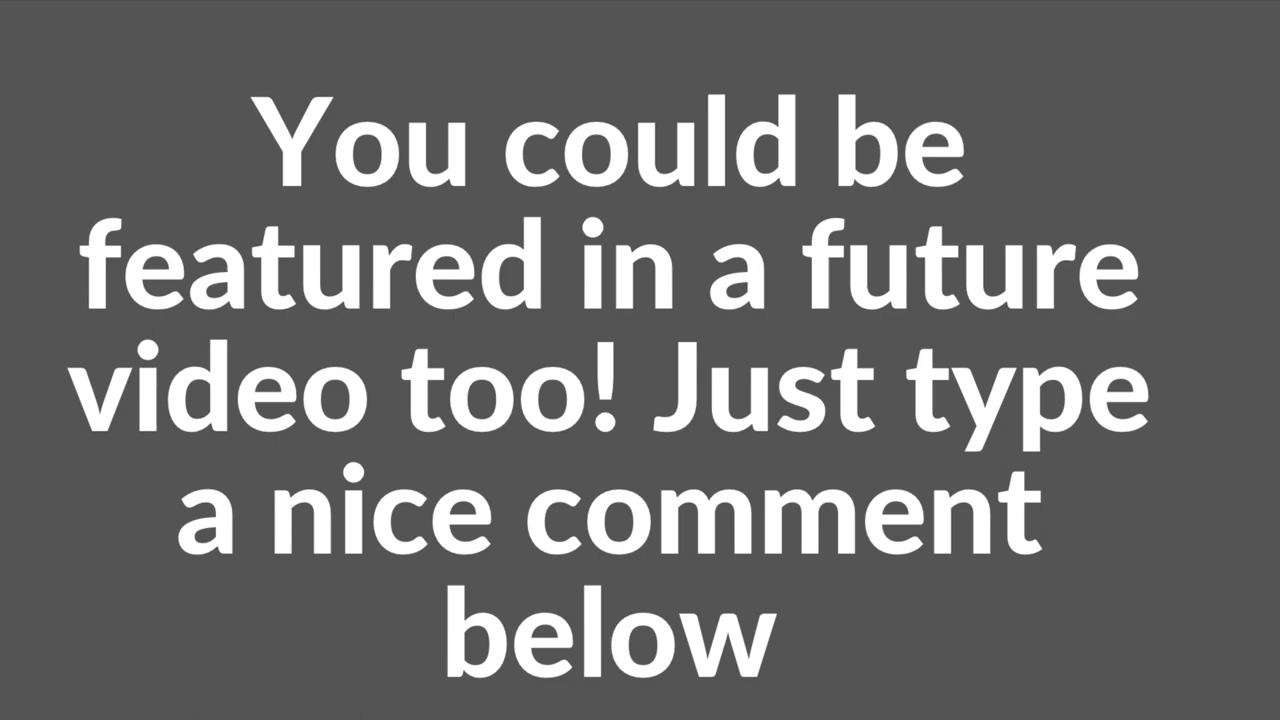 You could be
featured in a future
video too! Just type
a nice comment
below